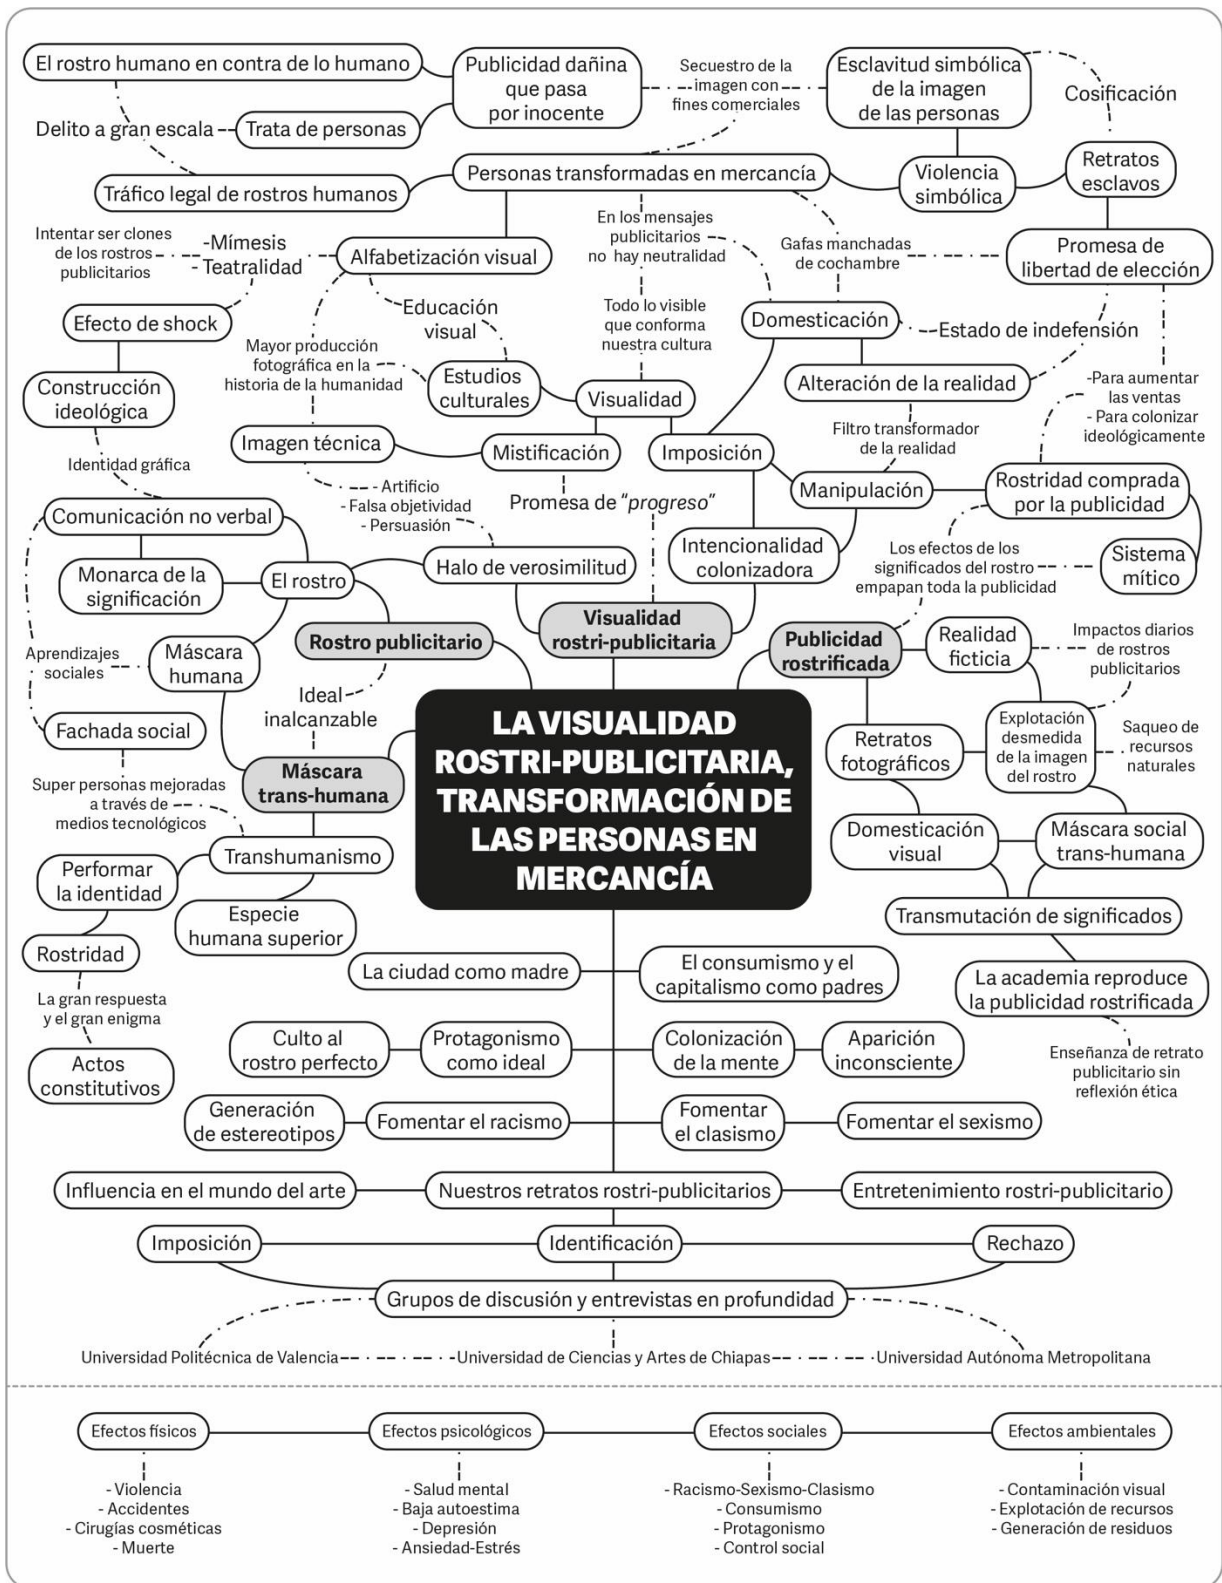 El rostro humano en contra de lo humano
Publicidad dañina
que pasa
por inocente
Secuestro de la
imagen con
fines comerciales
Esclavitud simbólica
de la imagen
de las personas
Cosificación
Delito a gran escala
Trata de personas
Tráfico legal de rostros humanos
Personas transformadas en mercancía
Violencia
simbólica
Retratos
esclavos
Intentar ser clones
de los rostros
publicitarios
-Mímesis
- Teatralidad
Alfabetización visual
En los mensajes
publicitarios
no hay neutralidad
Gafas manchadas
de cochambre
Promesa de
libertad de elección
Efecto de shock
Educación
visual
Todo lo visible
que conforma
nuestra cultura
Domesticación
Estado de indefensión
Mayor producción
fotográfica en la
historia de la humanidad
Construcción
ideológica
Estudios
culturales
Visualidad
Alteración de la realidad
-Para aumentar
las ventas
- Para colonizar
ideológicamente
Imagen técnica
Mistificación
Imposición
Filtro transformador
de la realidad
Identidad gráfica
- Artificio
- Falsa objetividad
- Persuasión
Promesa de “progreso”
Manipulación
Rostridad comprada
por la publicidad
Comunicación no verbal
Monarca de la
significación
El rostro
Halo de verosimilitud
Intencionalidad
colonizadora
Los efectos de los
significados del rostro
empapan toda la publicidad
Sistema
mítico
Rostro publicitario
Visualidad
rostri-publicitaria
Publicidad
rostrificada
Realidad
ficticia
Impactos diarios
de rostros
publicitarios
Aprendizajes
sociales
Máscara
humana
Ideal
inalcanzable
Fachada social
LA VISUALIDAD
ROSTRI-PUBLICITARIA,
TRANSFORMACIÓN DE
LAS PERSONAS EN
MERCANCÍA
Retratos
fotográficos
Explotación
desmedida
de la imagen
del rostro
Saqueo de
recursos
naturales
Super personas mejoradas
a través de
medios tecnológicos
Máscara
trans-humana
Domesticación
visual
Máscara social
trans-humana
Transhumanismo
Performar
la identidad
Especie
humana superior
Transmutación de significados
Rostridad
La ciudad como madre
El consumismo y el
capitalismo como padres
La academia reproduce
la publicidad rostrificada
La gran respuesta
y el gran enigma
Actos
constitutivos
Culto al
rostro perfecto
Protagonismo
como ideal
Colonización
de la mente
Aparición
inconsciente
Enseñanza de retrato
publicitario sin
reflexión ética
Generación
de estereotipos
Fomentar el racismo
Fomentar
el clasismo
Fomentar el sexismo
Influencia en el mundo del arte
Nuestros retratos rostri-publicitarios
Entretenimiento rostri-publicitario
Imposición
Identificación
Rechazo
Grupos de discusión y entrevistas en profundidad
Universidad Politécnica de Valencia
Universidad de Ciencias y Artes de Chiapas
Universidad Autónoma Metropolitana
Efectos físicos
Efectos psicológicos
Efectos sociales
Efectos ambientales
- Violencia
- Accidentes
- Cirugías cosméticas
- Muerte
- Salud mental
- Baja autoestima
- Depresión
- Ansiedad-Estrés
- Racismo-Sexismo-Clasismo
- Consumismo
- Protagonismo
- Control social
- Contaminación visual
- Explotación de recursos
- Generación de residuos